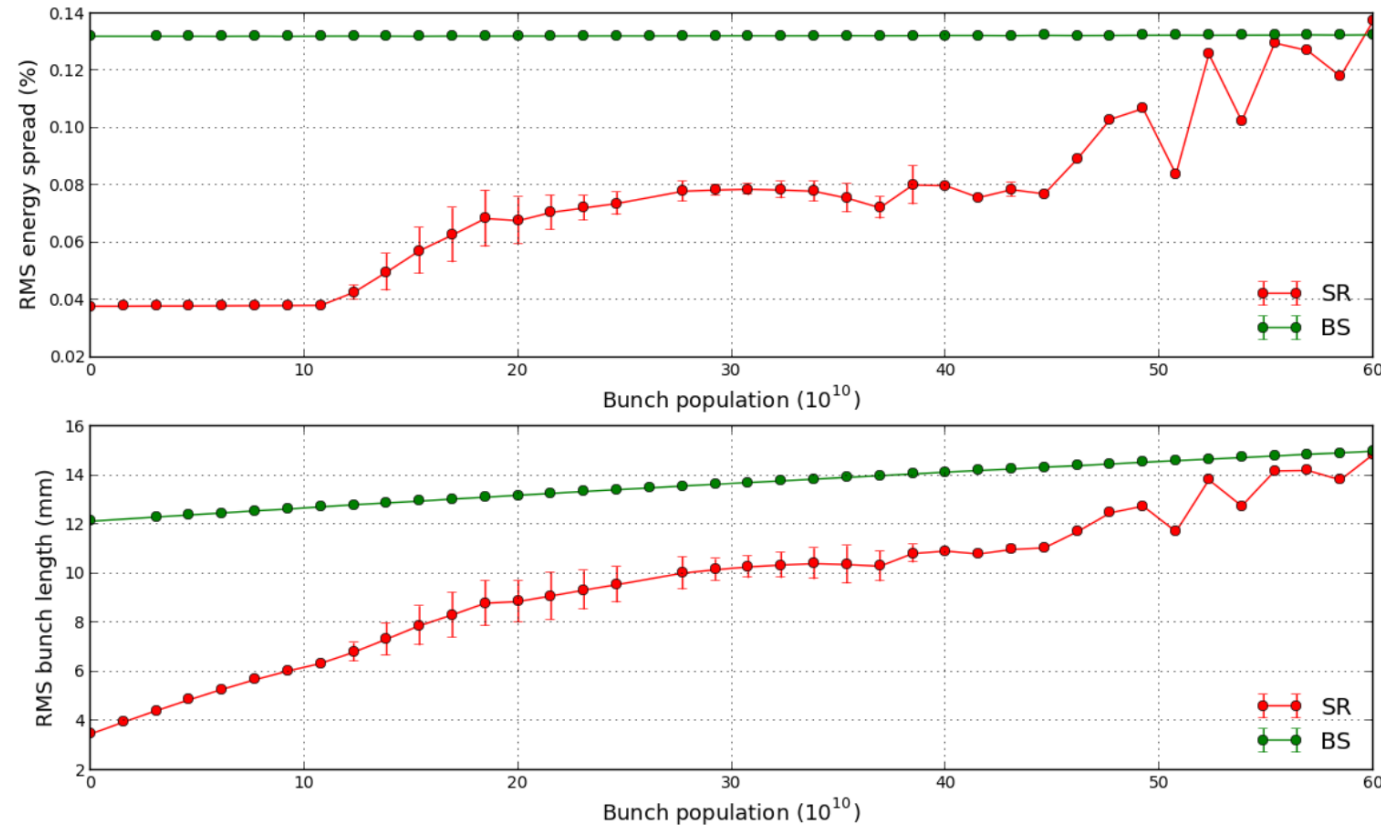 0.14
0.12
0.10
0.08
0.06
0.04
0.02
RMS energy spread (%)
SR
BS
0 10 20 30 40 50 60
Bunch population (10^10)
16
14
12
10
8
6
4
2
RMS bunch length (mm)
SR
BS
0 10 20 30 40 50 60
Bunch population (10^10)